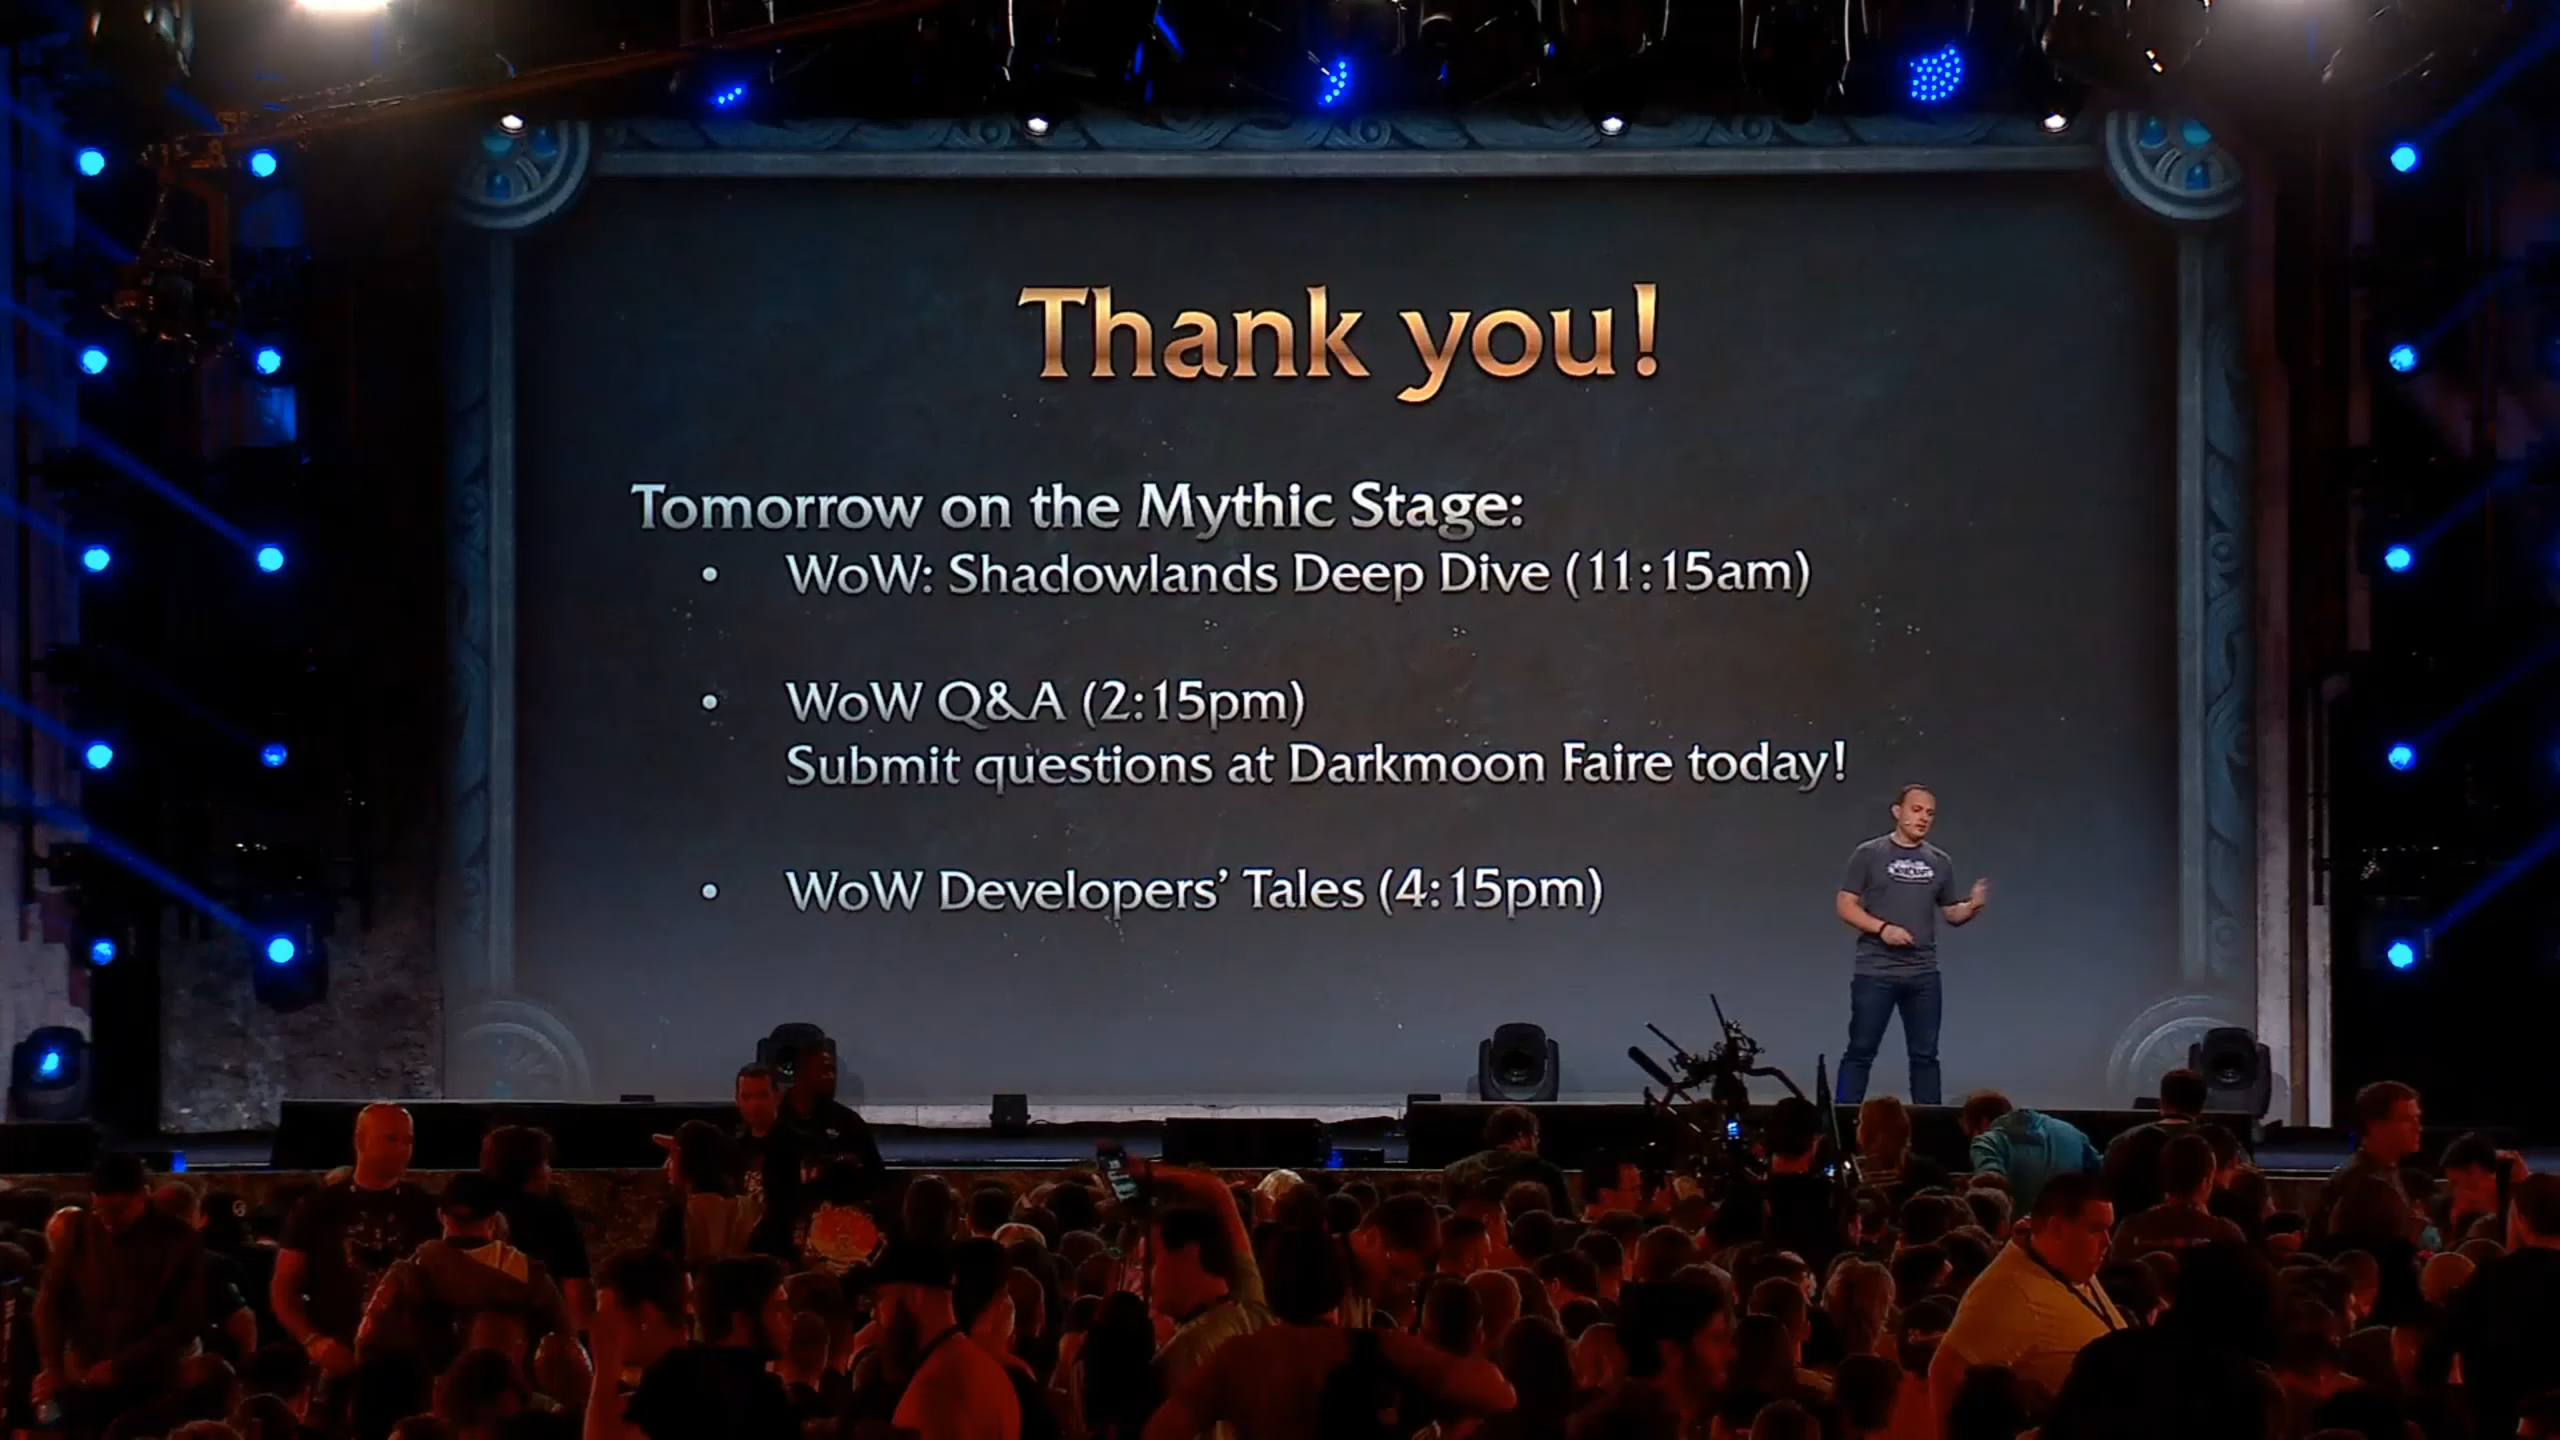 Thank you!
Tomorrow on the Mythic Stage:
• WoW: Shadowlands Deep Dive (11:15am)
• WoW Q&A (2:15pm)
Submit questions at Darkmoon Faire today!
• WoW Developers’ Tales (4:15pm)